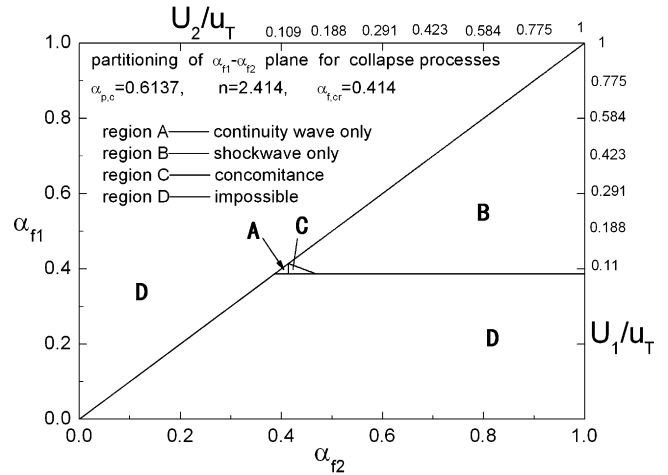 U2/uT
0.109 0.188 0.291 0.423 0.584 0.775 1
1.0 1
partitioning of αf1-αf2 plane for collapse processes
αp,c=0.6137, n=2.414, αf,cr=0.414
0.775
0.8
region A—— continuity wave only
0.584
region B—— shockwave only
0.423
region C—— concomitance
0.6
region D—— impossible
0.291
αf1
A C B
0.188
0.4 0.11
D
0.2 D U1/uT
0.0
0.0 0.2 0.4 0.6 0.8 1.0
αf2